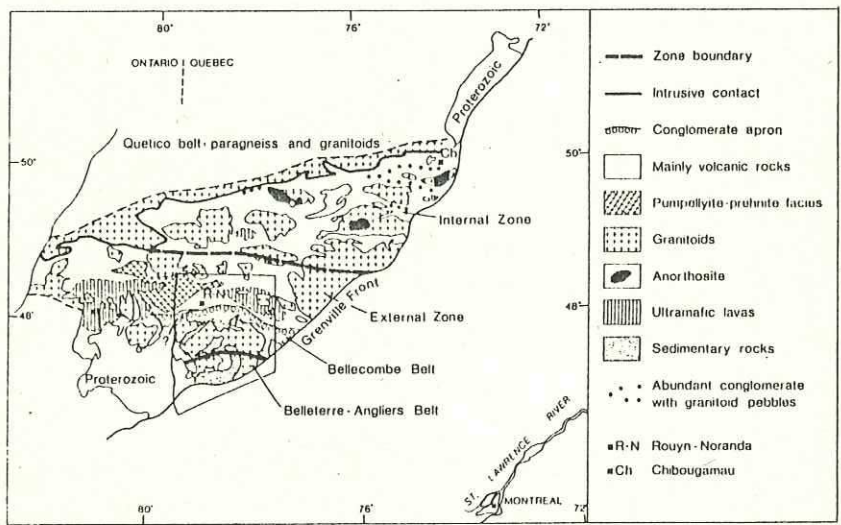 80°
76°
72°
ONTARIO
QUEBEC
Proterozoic
Quetico belt-paragneiss and granitoids
50°
50°
Ch
Internal Zone
48°
48°
R·N
Grenville Front
External Zone
Bellecombe Belt
Proterozoic
Belleterre-Angliers Belt
ST. LAWRENCE RIVER
MONTREAL
80°
76°
72°
Zone boundary
Intrusive contact
Conglomerate apron
Mainly volcanic rocks
Pumpellyite-prehnite facies
Granitoids
Anorthosite
Ultramafic lavas
Sedimentary rocks
Abundant conglomerate
with granitoid pebbles
R·N Rouyn-Noranda
Ch Chibougamau